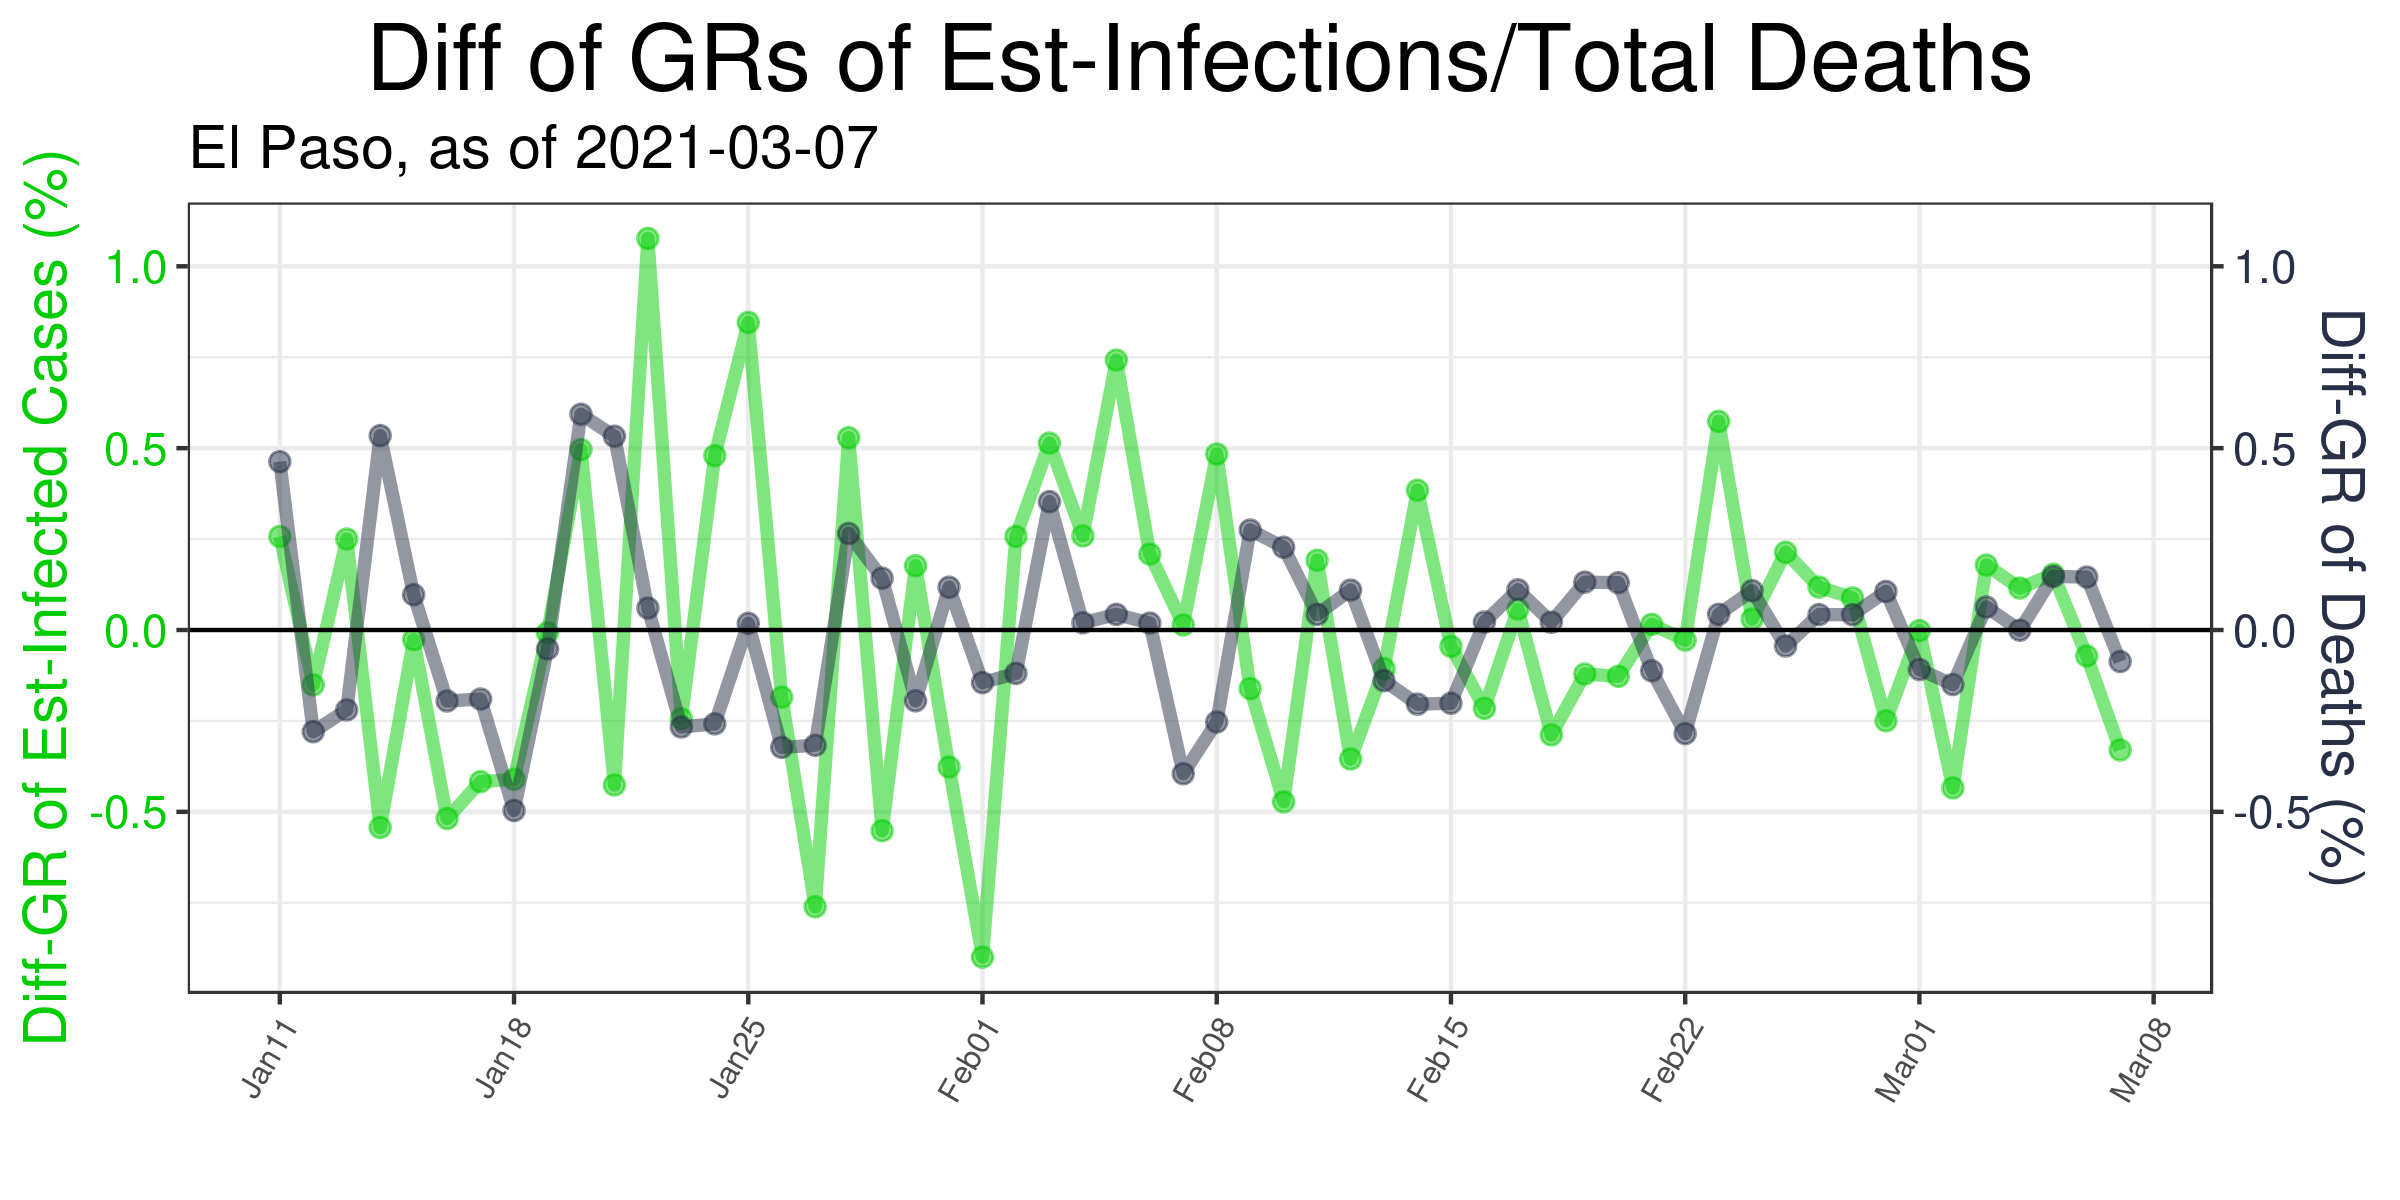 Diff of GRs of Est-Infections/Total Deaths
El Paso, as of 2021-03-07
Diff-GR of Est-Infected Cases (%)
1.0
0.5
0.0
-0.5
1.0
0.5
0.0
-0.5
Diff-GR of Deaths (%)
Jan11 Jan18 Jan25 Feb01 Feb08 Feb15 Feb22 Mar01 Mar08